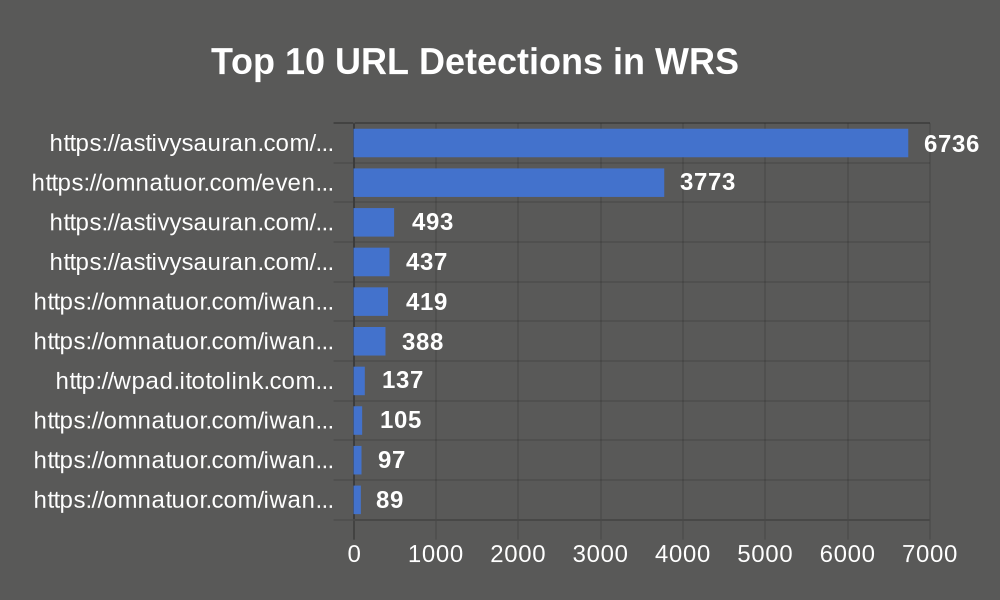 Top 10 URL Detections in WRS
https://astivysauran.com/... 6736
https://omnatuor.com/even... 3773
https://astivysauran.com/... 493
https://astivysauran.com/... 437
https://omnatuor.com/iwan... 419
https://omnatuor.com/iwan... 388
http://wpad.itotolink.com... 137
https://omnatuor.com/iwan... 105
https://omnatuor.com/iwan... 97
https://omnatuor.com/iwan... 89
0 1000 2000 3000 4000 5000 6000 7000